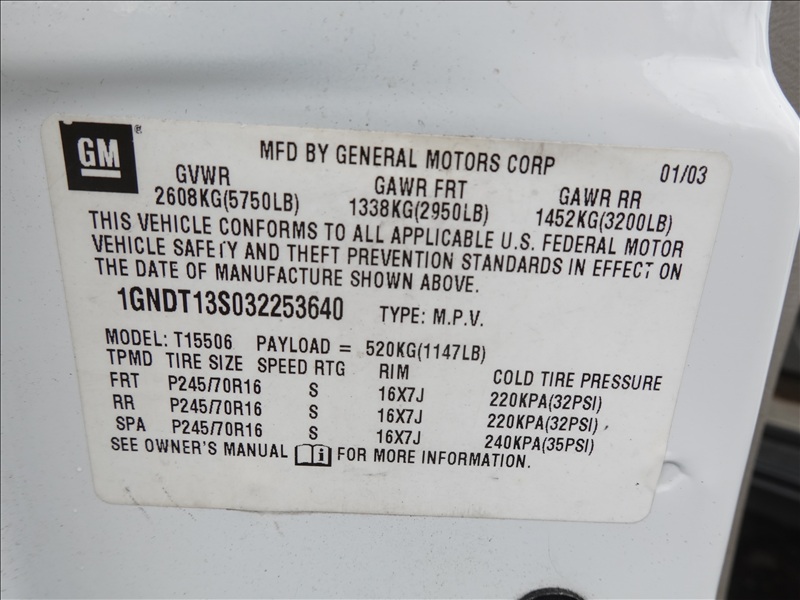 GM ®
MFD BY GENERAL MOTORS CORP 01/03
GVWR GAWR FRT GAWR RR
2608KG(5750LB) 1338KG(2950LB) 1452KG(3200LB)
THIS VEHICLE CONFORMS TO ALL APPLICABLE U.S. FEDERAL MOTOR
VEHICLE SAFETY AND THEFT PREVENTION STANDARDS IN EFFECT ON
THE DATE OF MANUFACTURE SHOWN ABOVE.
1GNDT13S032253640 TYPE: M.P.V.
MODEL: T15506 PAYLOAD = 520KG(1147LB)
TPMD TIRE SIZE SPEED RTG RIM COLD TIRE PRESSURE
FRT P245/70R16 S 16X7J 220KPA(32PSI)
RR P245/70R16 S 16X7J 220KPA(32PSI)
SPA P245/70R16 S 16X7J 240KPA(35PSI)
SEE OWNER'S MANUAL i FOR MORE INFORMATION.